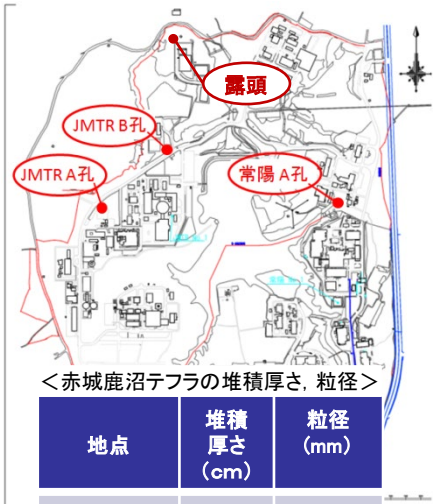 露頭
JMTR B孔
JMTR A孔
常陽 A孔
＜赤城鹿沼テフラの堆積厚さ, 粒径＞
地点
堆積
厚さ
(cm)
粒径
(mm)